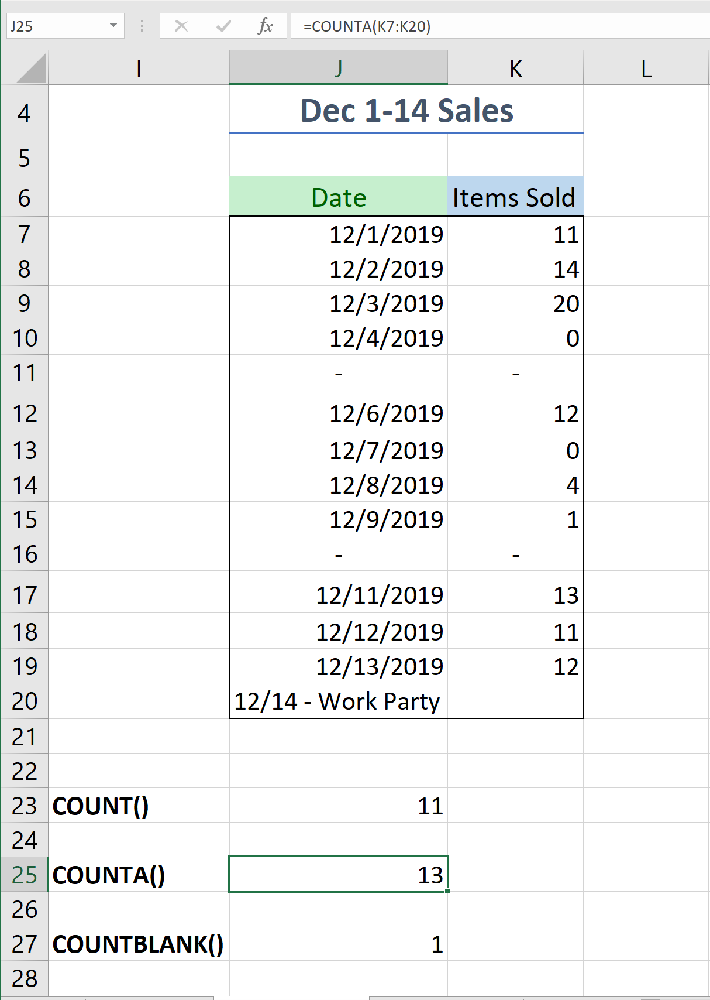 J25 fx =COUNTA(K7:K20)
I J K L
4 Dec 1-14 Sales
5
6 Date Items Sold
7 12/1/2019 11
8 12/2/2019 14
9 12/3/2019 20
10 12/4/2019 0
11 - -
12 12/6/2019 12
13 12/7/2019 0
14 12/8/2019 4
15 12/9/2019 1
16 - -
17 12/11/2019 13
18 12/12/2019 11
19 12/13/2019 12
20 12/14 - Work Party
21
22
23 COUNT() 11
24
25 COUNTA() 13
26
27 COUNTBLANK() 1
28